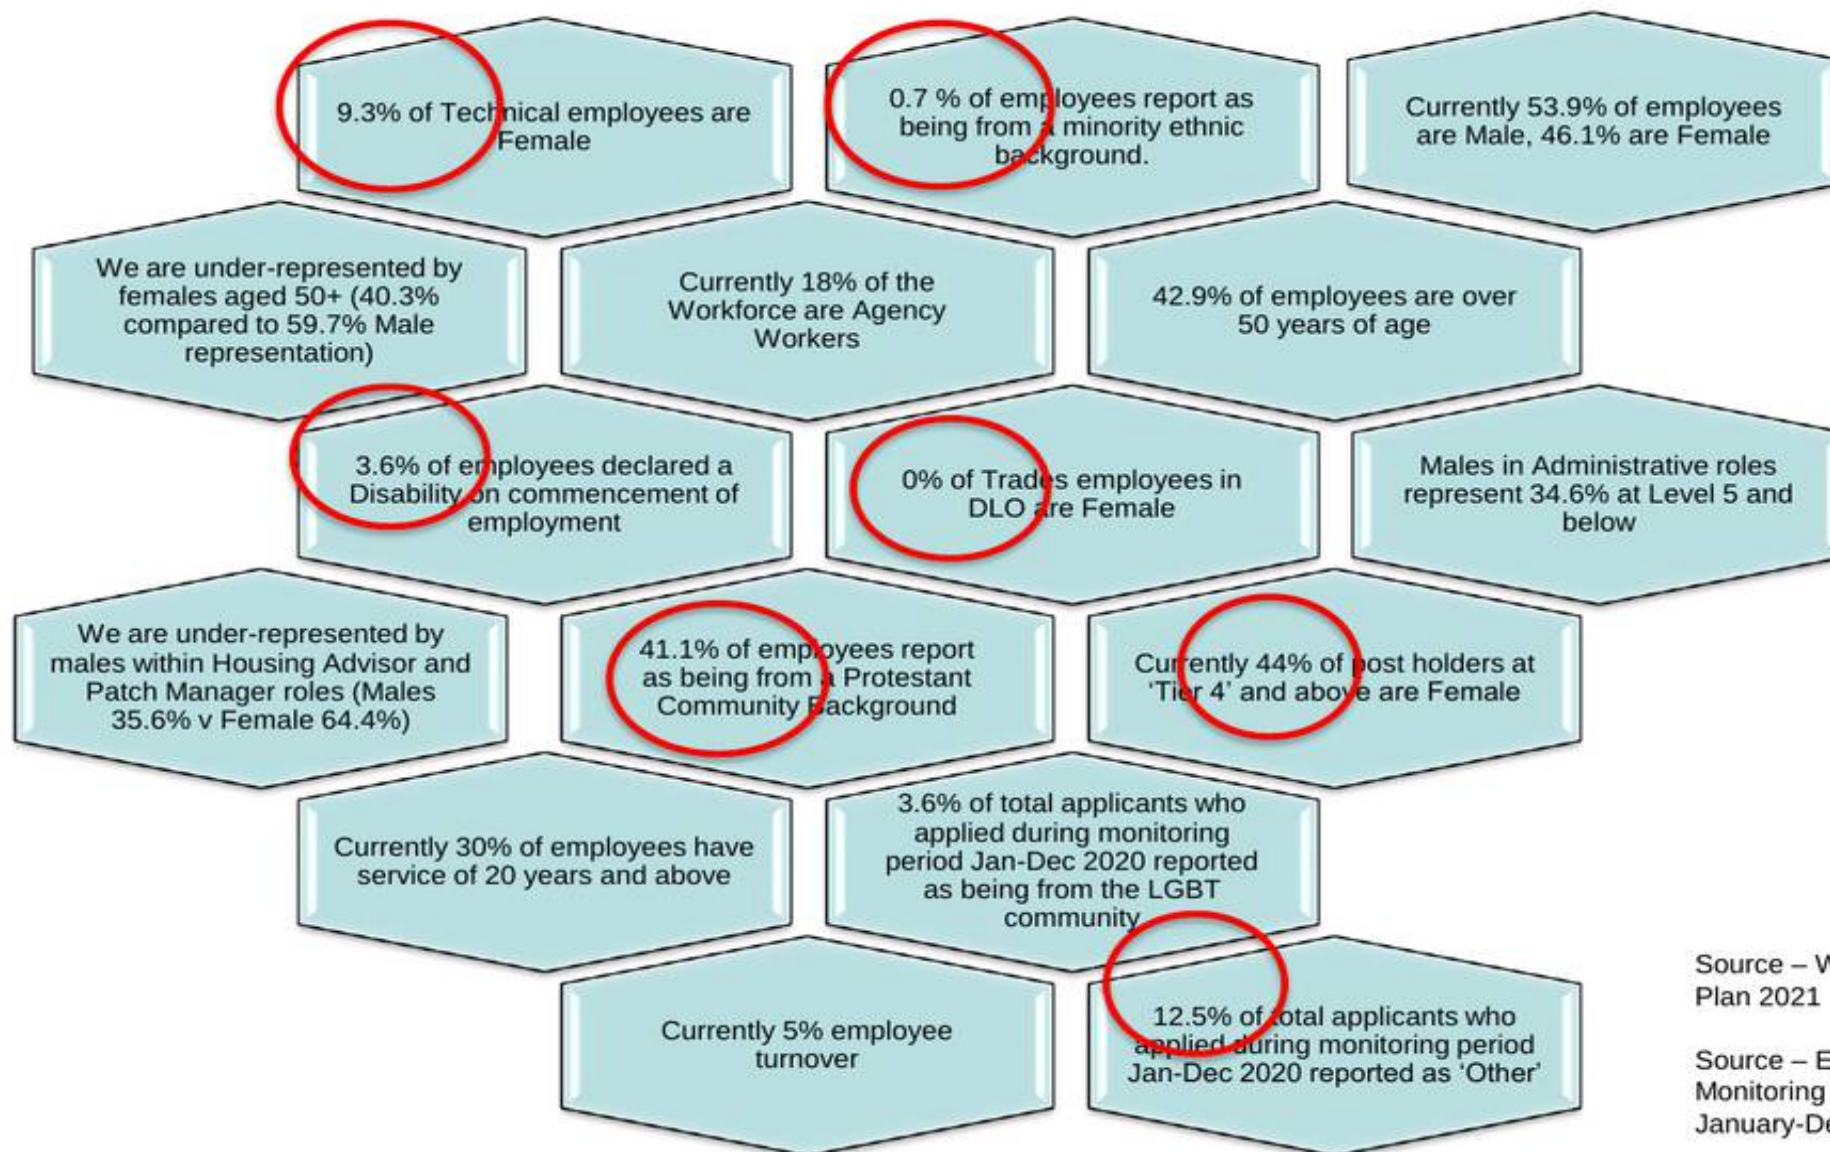 9.3% of Technical employees are
Female
0.7 % of employees report as
being from a minority ethnic
background.
Currently 53.9% of employees
are Male, 46.1% are Female
We are under-represented by
females aged 50+ (40.3%
compared to 59.7% Male
representation)
Currently 18% of the
Workforce are Agency
Workers
42.9% of employees are over
50 years of age
3.6% of employees declared a
Disability on commencement of
employment
0% of Trades employees in
DLO are Female
Males in Administrative roles
represent 34.6% at Level 5 and
below
We are under-represented by
males within Housing Advisor and
Patch Manager roles (Males
35.6% v Female 64.4%)
41.1% of employees report
as being from a Protestant
Community Background
Currently 44% of post holders at
‘Tier 4’ and above are Female
Currently 30% of employees have
service of 20 years and above
3.6% of total applicants who
applied during monitoring
period Jan-Dec 2020 reported
as being from the LGBT
community
Currently 5% employee
turnover
12.5% of total applicants who
applied during monitoring period
Jan-Dec 2020 reported as ‘Other’
Source –
Plan 2021
Source –
Monitoring